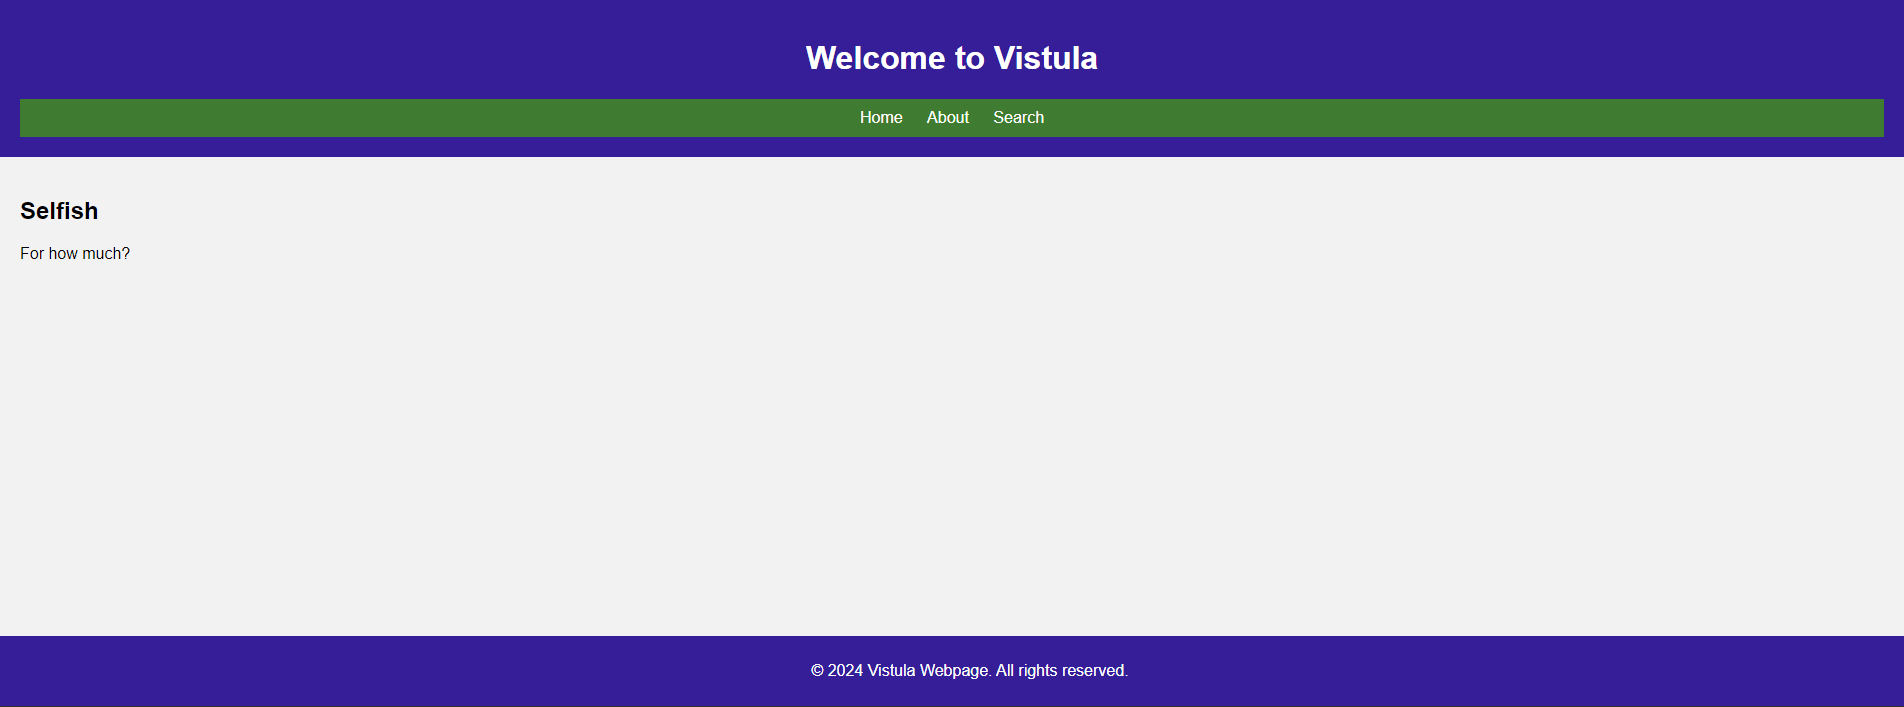 Welcome to Vistula
Home About Search
Selfish
For how much?
© 2024 Vistula Webpage. All rights reserved.